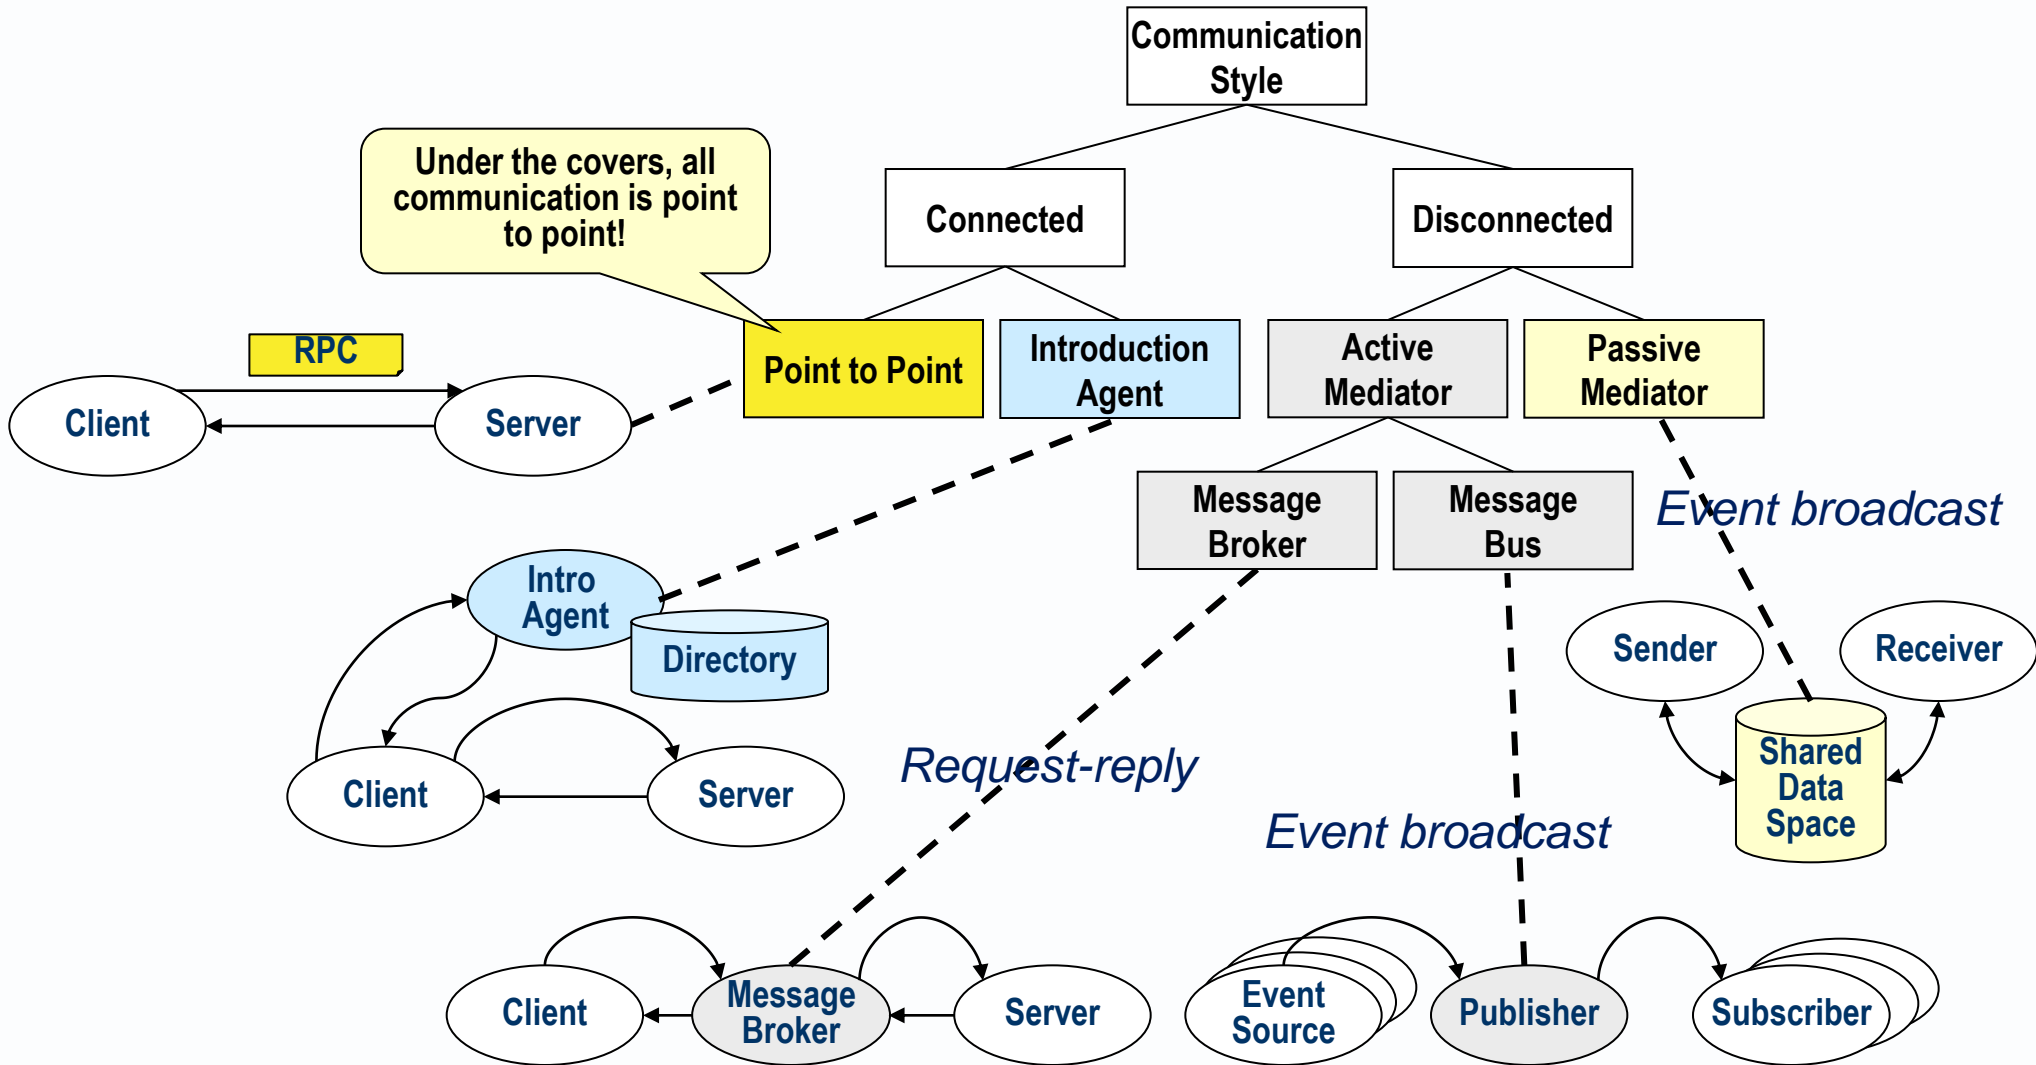 Communication
Style
Under the covers, all
communication is point
to point!
Connected
Disconnected
RPC
Point to Point
Introduction
Agent
Active
Mediator
Passive
Mediator
Client
Server
Message
Broker
Message
Bus
Event broadcast
Intro
Agent
Directory
Sender
Receiver
Client
Server
Request-reply
Shared
Data
Space
Event broadcast
Client
Message
Broker
Server
Event
Source
Publisher
Subscriber